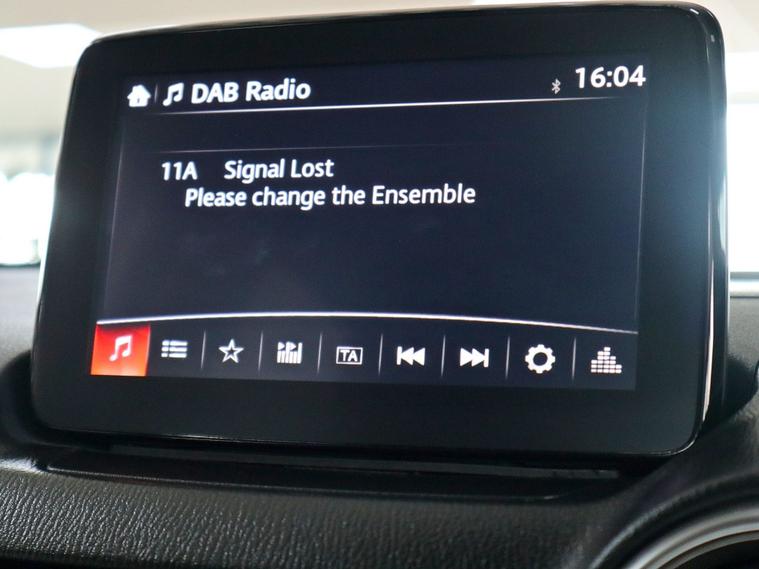 DAB Radio 16:04
11A Signal Lost
Please change the Ensemble
TA